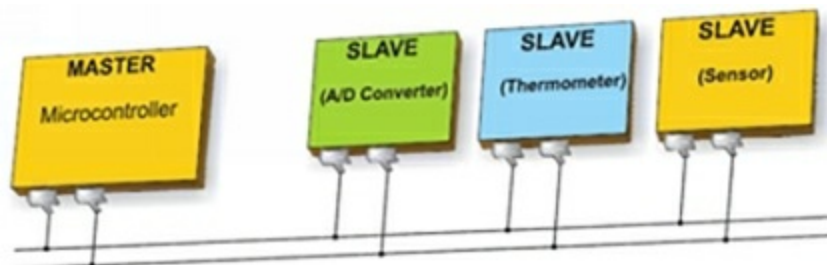 MASTER
Microcontroller
SLAVE
(A/D Converter)
SLAVE
(Thermometer)
SLAVE
(Sensor)